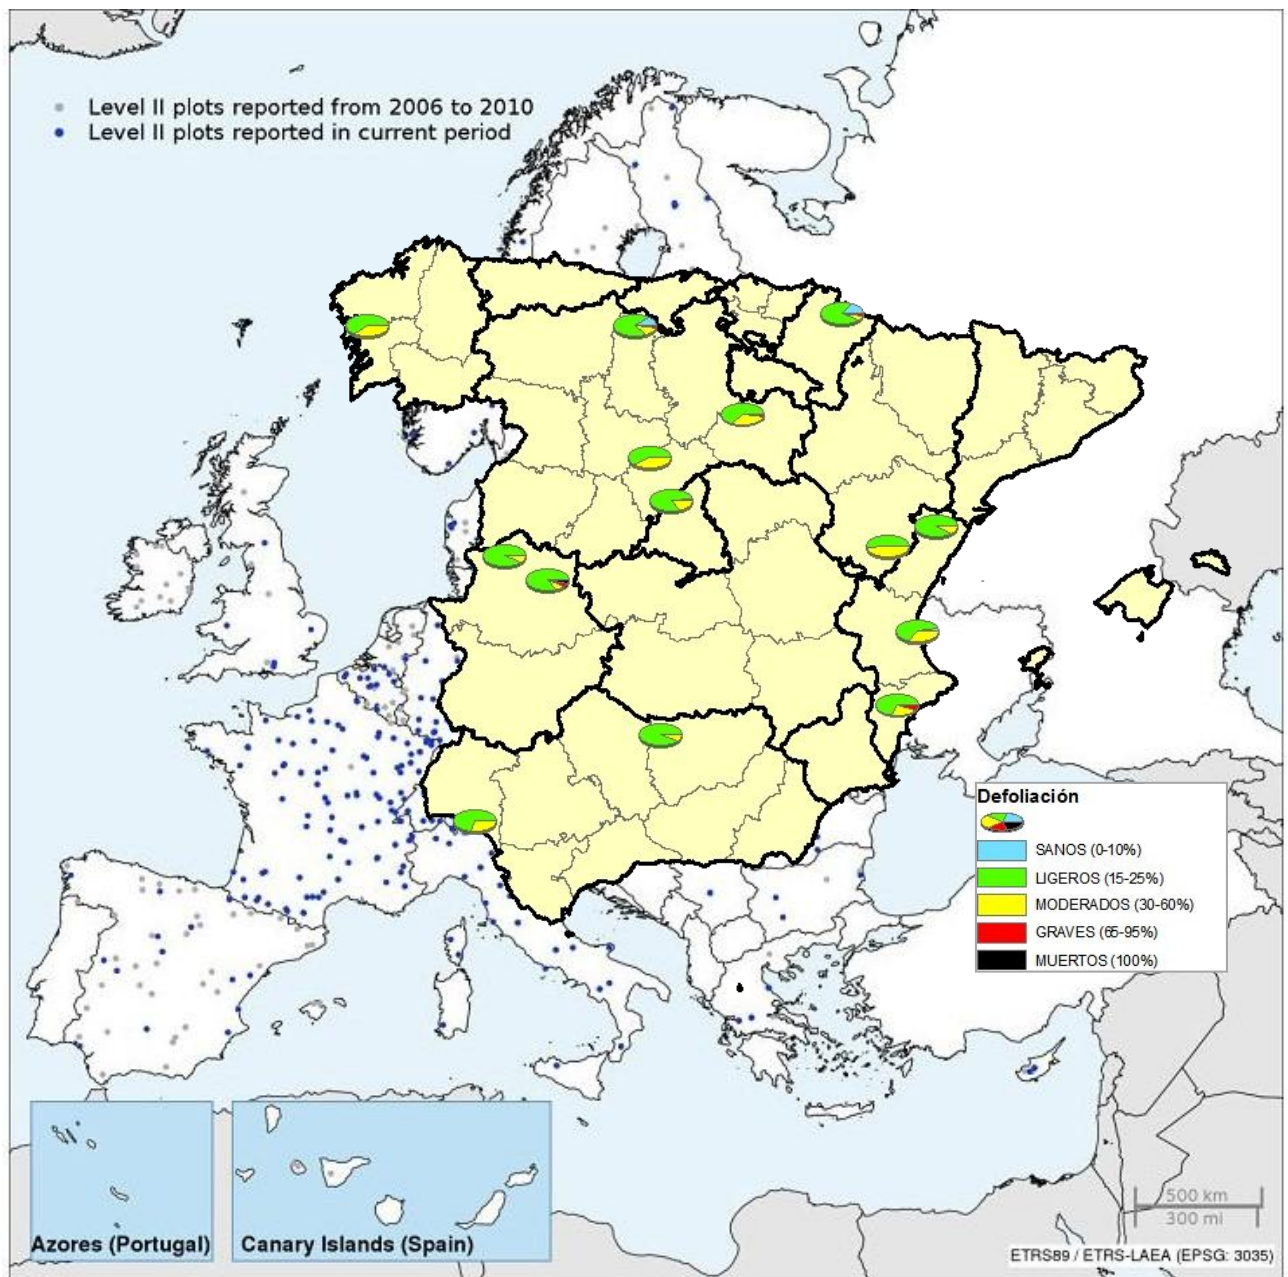 Level II plots reported from 2006 to 2010
Level II plots reported in current period
Defoliación
SANOS (0-10%)
LIGEROS (15-25%)
MODERADOS (30-60%)
GRAVES (65-95%)
MUERTOS (100%)
Azores (Portugal)
Canary Islands (Spain)
500 km
300 mi
ETRS89 / ETRS-LAEA (EPSG: 3035)